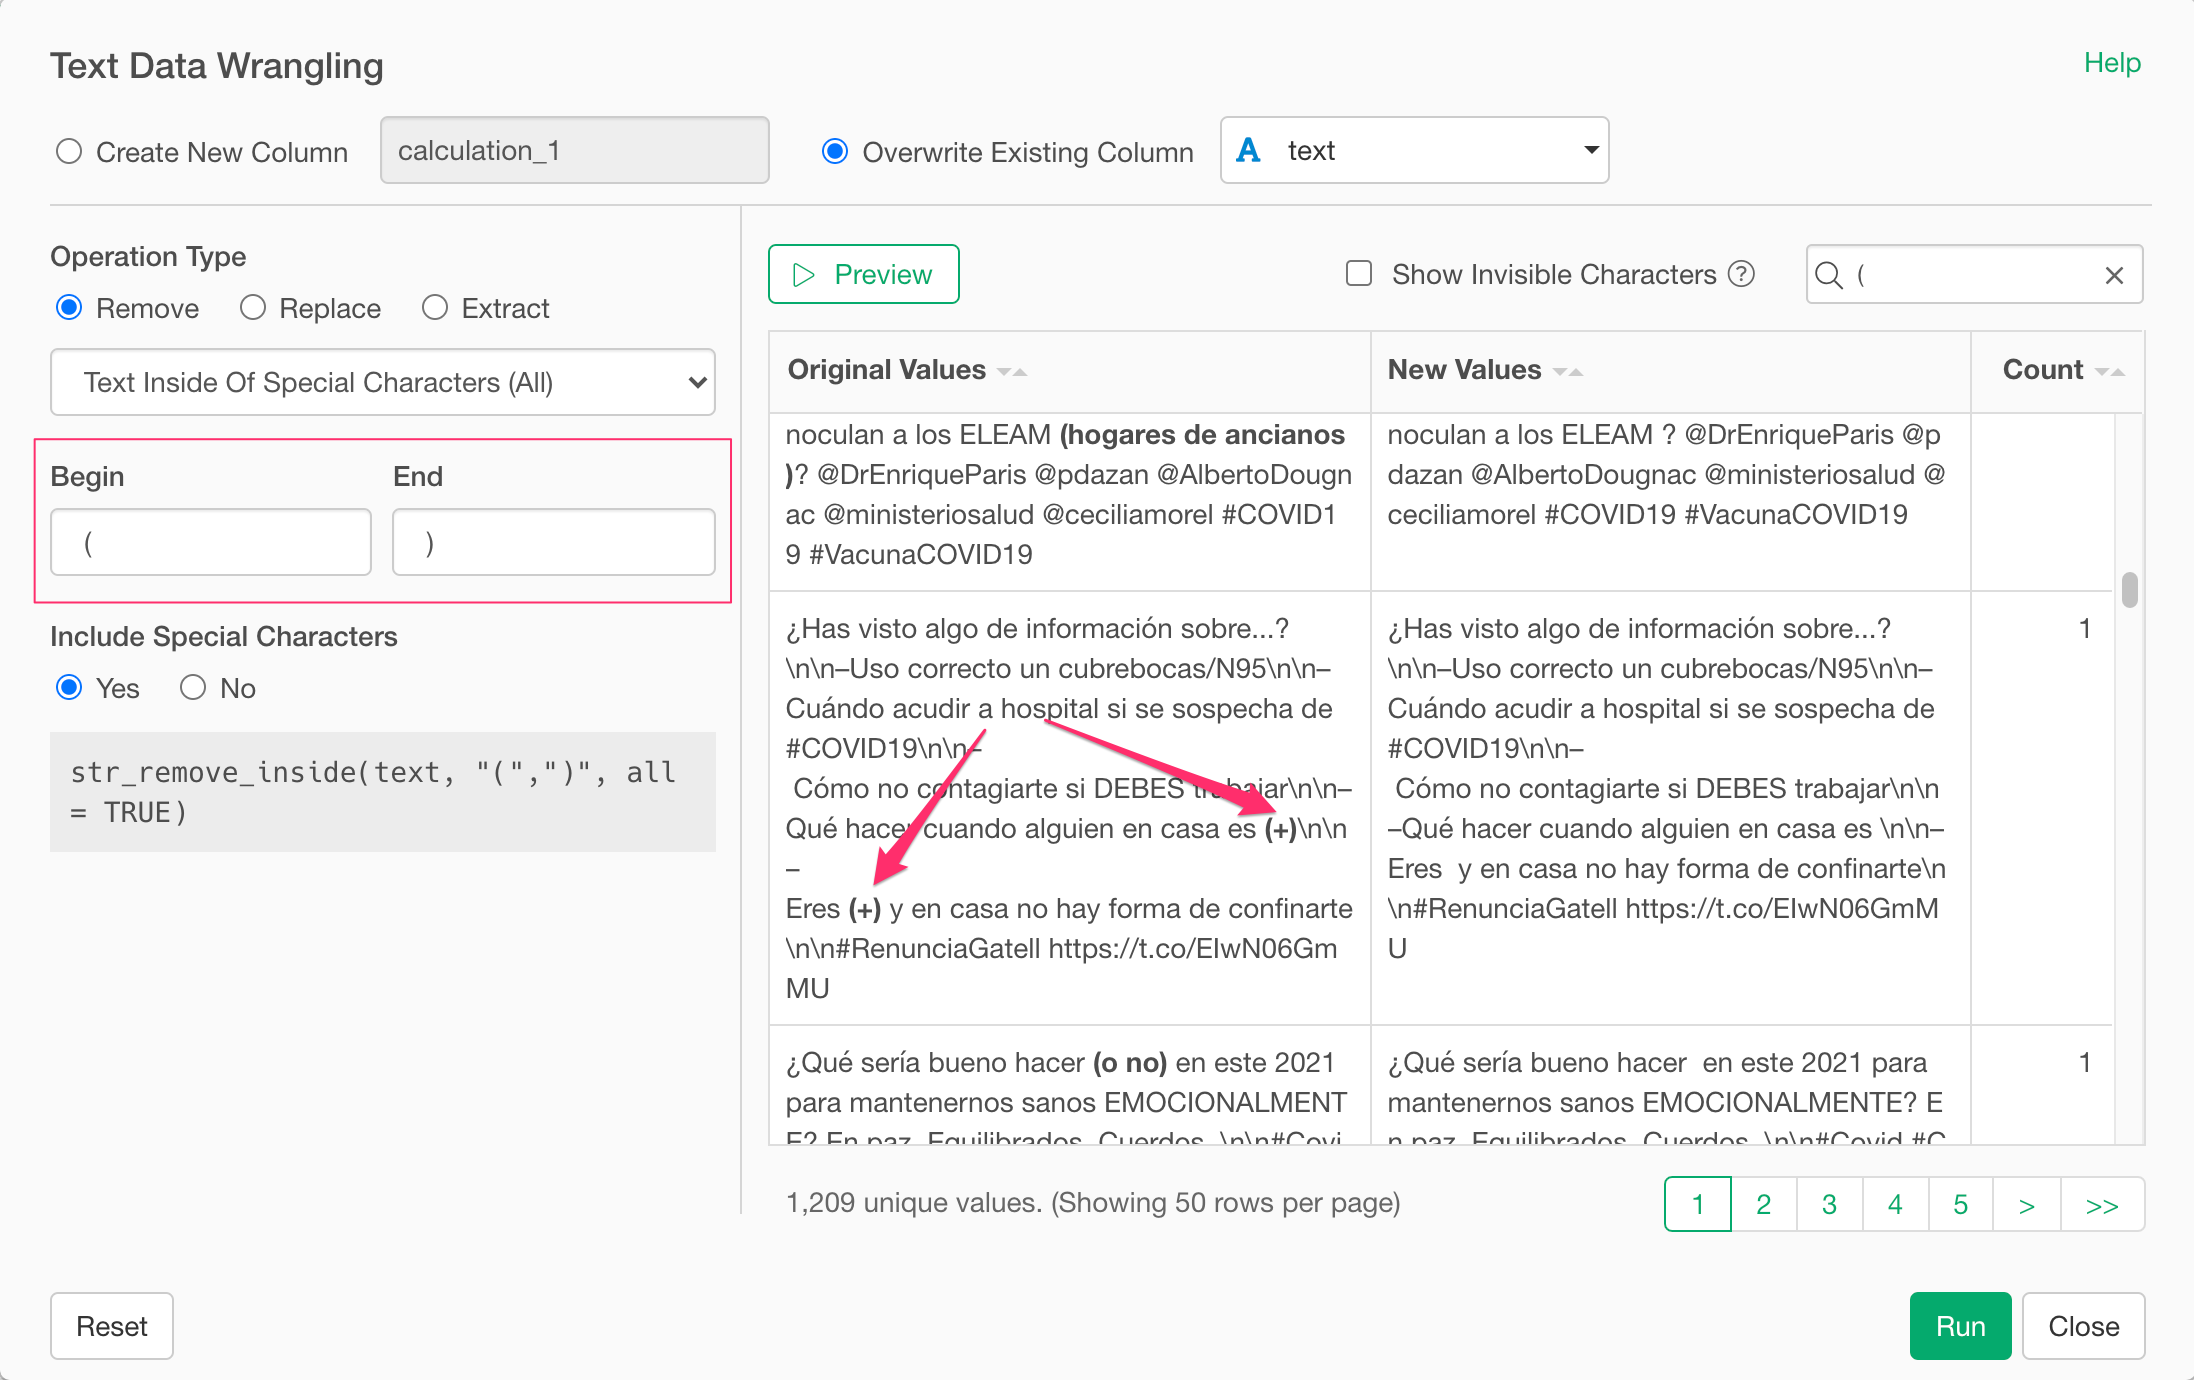 Text Data Wrangling
Help
Create New Column
calculation_1
Overwrite Existing Column
A text
Operation Type
Remove
Replace
Extract
Text Inside Of Special Characters (All)
Begin
End
(
)
Include Special Characters
Yes
No
str_remove_inside(text, "(",")", all
= TRUE)
Preview
Show Invisible Characters ?
(
Original Values
New Values
Count
noculan a los ELEAM (hogares de ancianos
)? @DrEnriqueParis @pdazan @AlbertoDougn
ac @ministeriosalud @ceciliamorel #COVID1
9 #VacunaCOVID19
noculan a los ELEAM ? @DrEnriqueParis @p
dazan @AlbertoDougnac @ministeriosalud @
ceciliamorel #COVID19 #VacunaCOVID19
¿Has visto algo de información sobre...?
\n\n–Uso correcto un cubrebocas/N95\n\n–
Cuándo acudir a hospital si se sospecha de
#COVID19\n\n–
Cómo no contagiarte si DEBES trabajar\n\n–
Qué hacer cuando alguien en casa es (+)\n\n
–
Eres (+) y en casa no hay forma de confinarte
\n\n#RenunciaGatell https://t.co/EIwN06Gm
MU
¿Has visto algo de información sobre...?
\n\n–Uso correcto un cubrebocas/N95\n\n–
Cuándo acudir a hospital si se sospecha de
#COVID19\n\n–
Cómo no contagiarte si DEBES trabajar\n\n
–Qué hacer cuando alguien en casa es \n\n–
Eres  y en casa no hay forma de confinarte\n
\n#RenunciaGatell https://t.co/EIwN06GmM
U
1
¿Qué sería bueno hacer (o no) en este 2021
para mantenernos sanos EMOCIONALMENT
E? En paz, Equilibrados, Cuerdos. \n\n#Covi
¿Qué sería bueno hacer  en este 2021 para
mantenernos sanos EMOCIONALMENTE? E
n paz, Equilibrados, Cuerdos. \n\n#Covid #C
1
1,209 unique values. (Showing 50 rows per page)
1 2 3 4 5 > >>
Reset
Run
Close